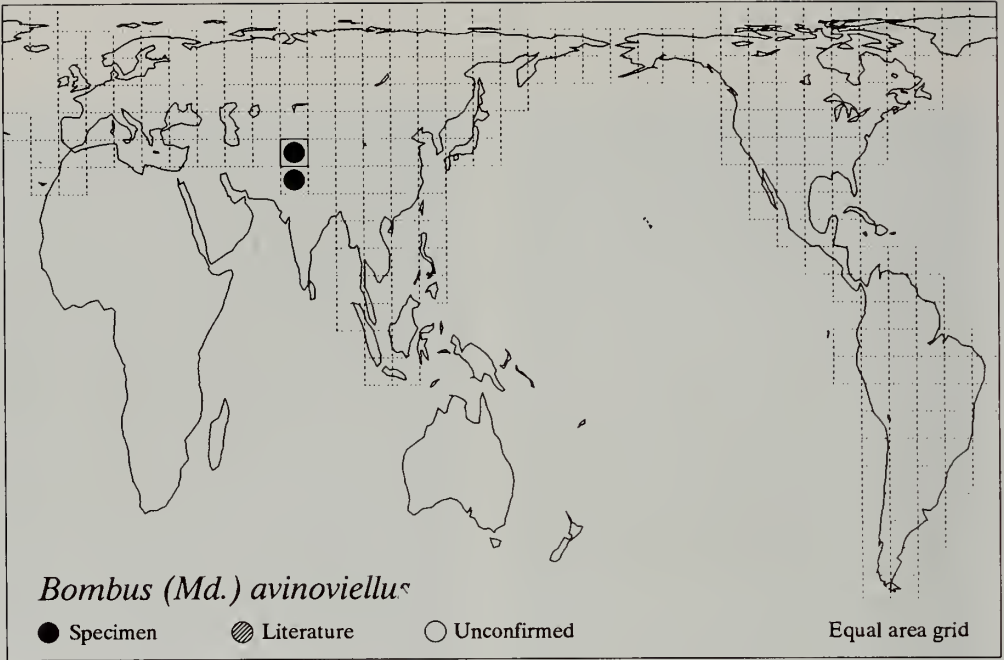 Bombus (Md.) avinoviellus
Specimen Literature Unconfirmed Equal area grid